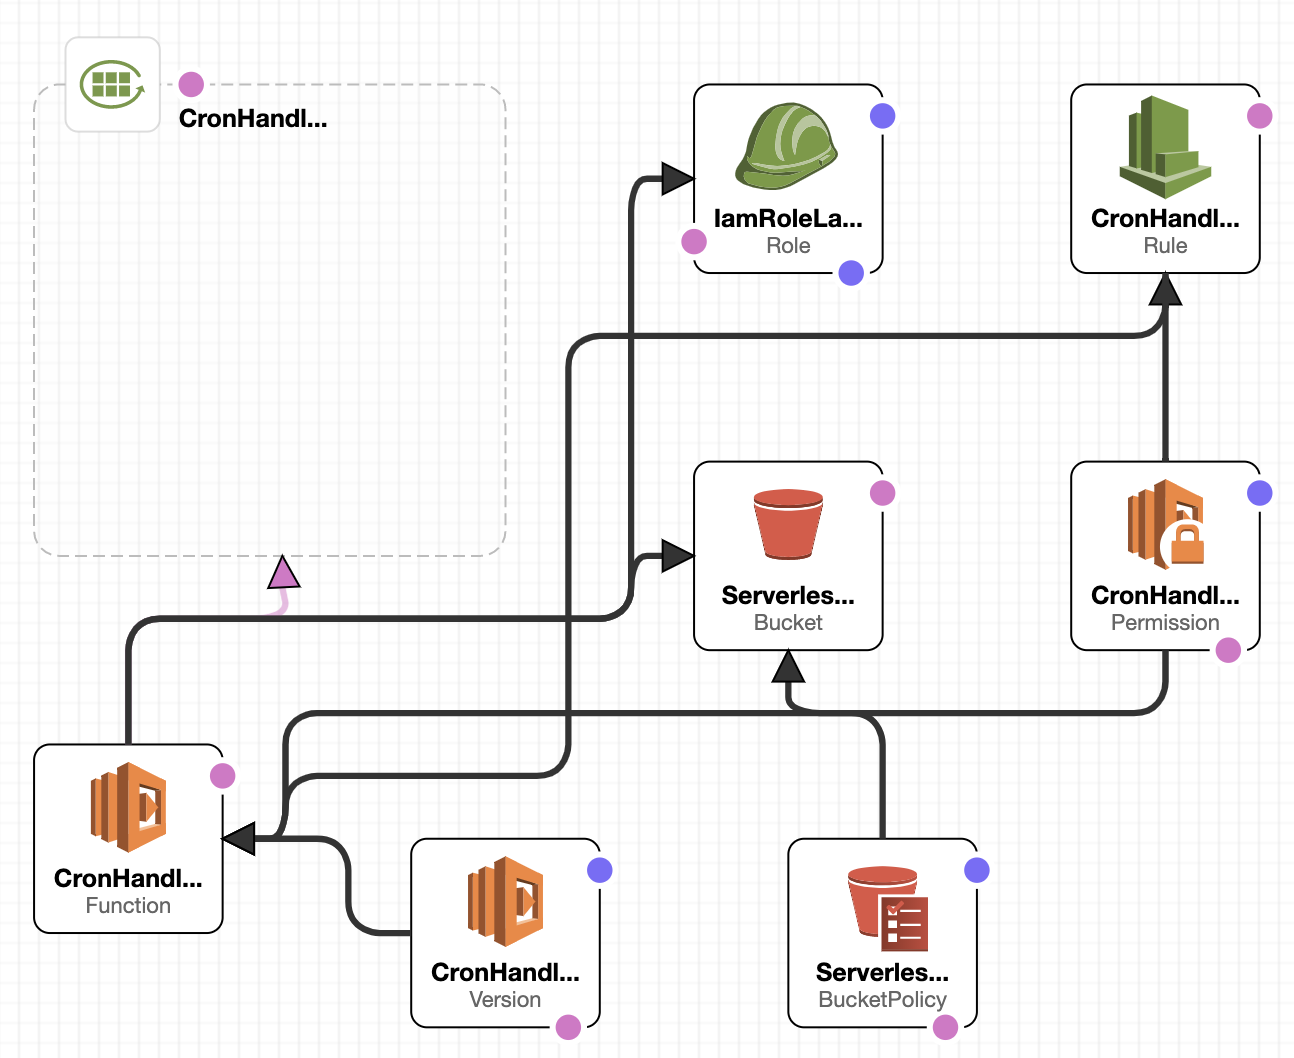 CronHandl...
IamRoleLa...
Role
CronHandl...
Rule
Serverles...
Bucket
CronHandl...
Permission
CronHandl...
Function
CronHandl...
Version
Serverles...
BucketPolicy